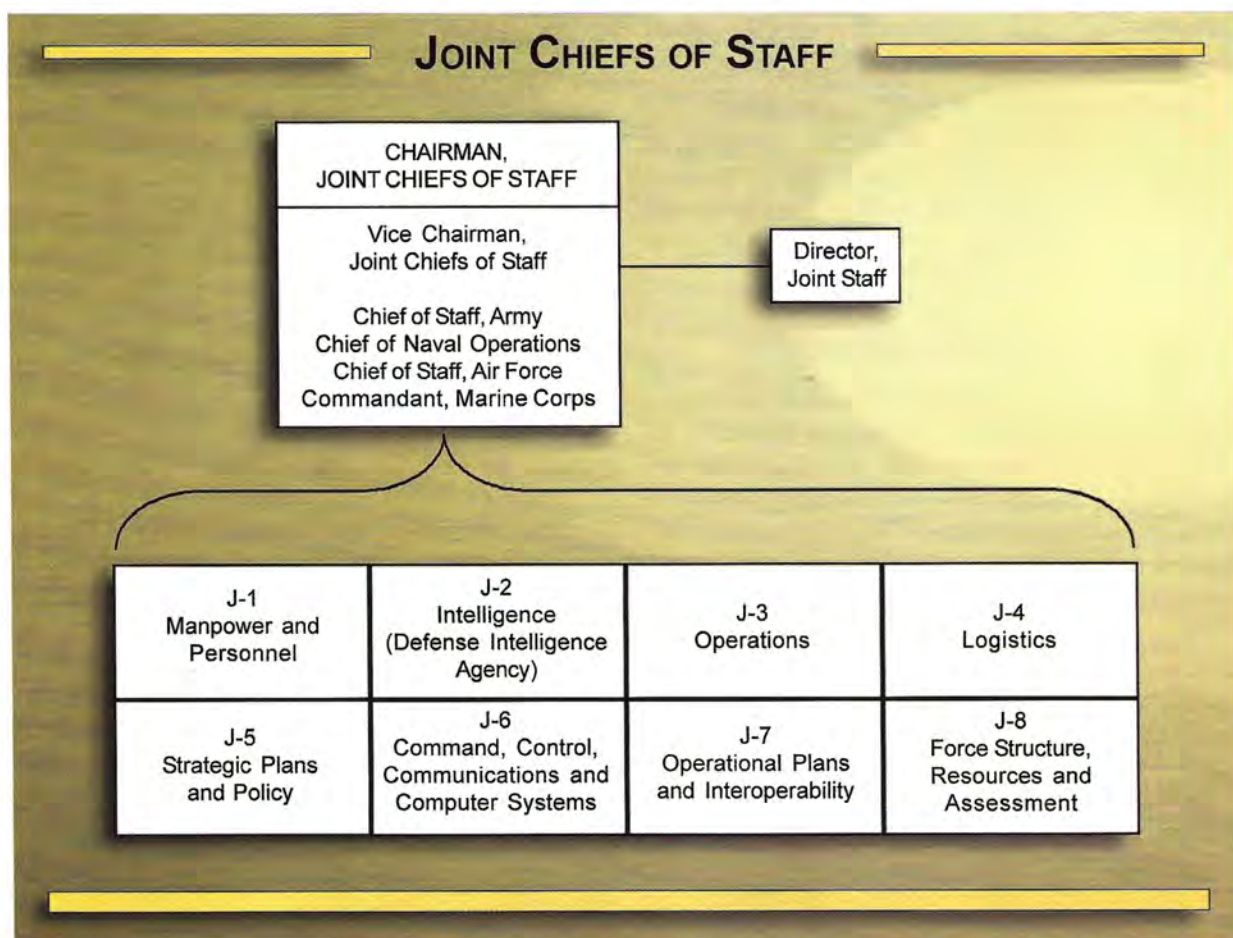 JOINT CHIEFS OF STAFF
CHAIRMAN,
JOINT CHIEFS OF STAFF
Vice Chairman,
Joint Chiefs of Staff
Chief of Staff, Army
Chief of Naval Operations
Chief of Staff, Air Force
Commandant, Marine Corps
Director,
Joint Staff
J-1
Manpower and
Personnel
J-2
Intelligence
(Defense Intelligence
Agency)
J-3
Operations
J-4
Logistics
J-5
Strategic Plans
and Policy
J-6
Command, Control,
Communications and
Computer Systems
J-7
Operational Plans
and Interoperability
J-8
Force Structure,
Resources and
Assessment